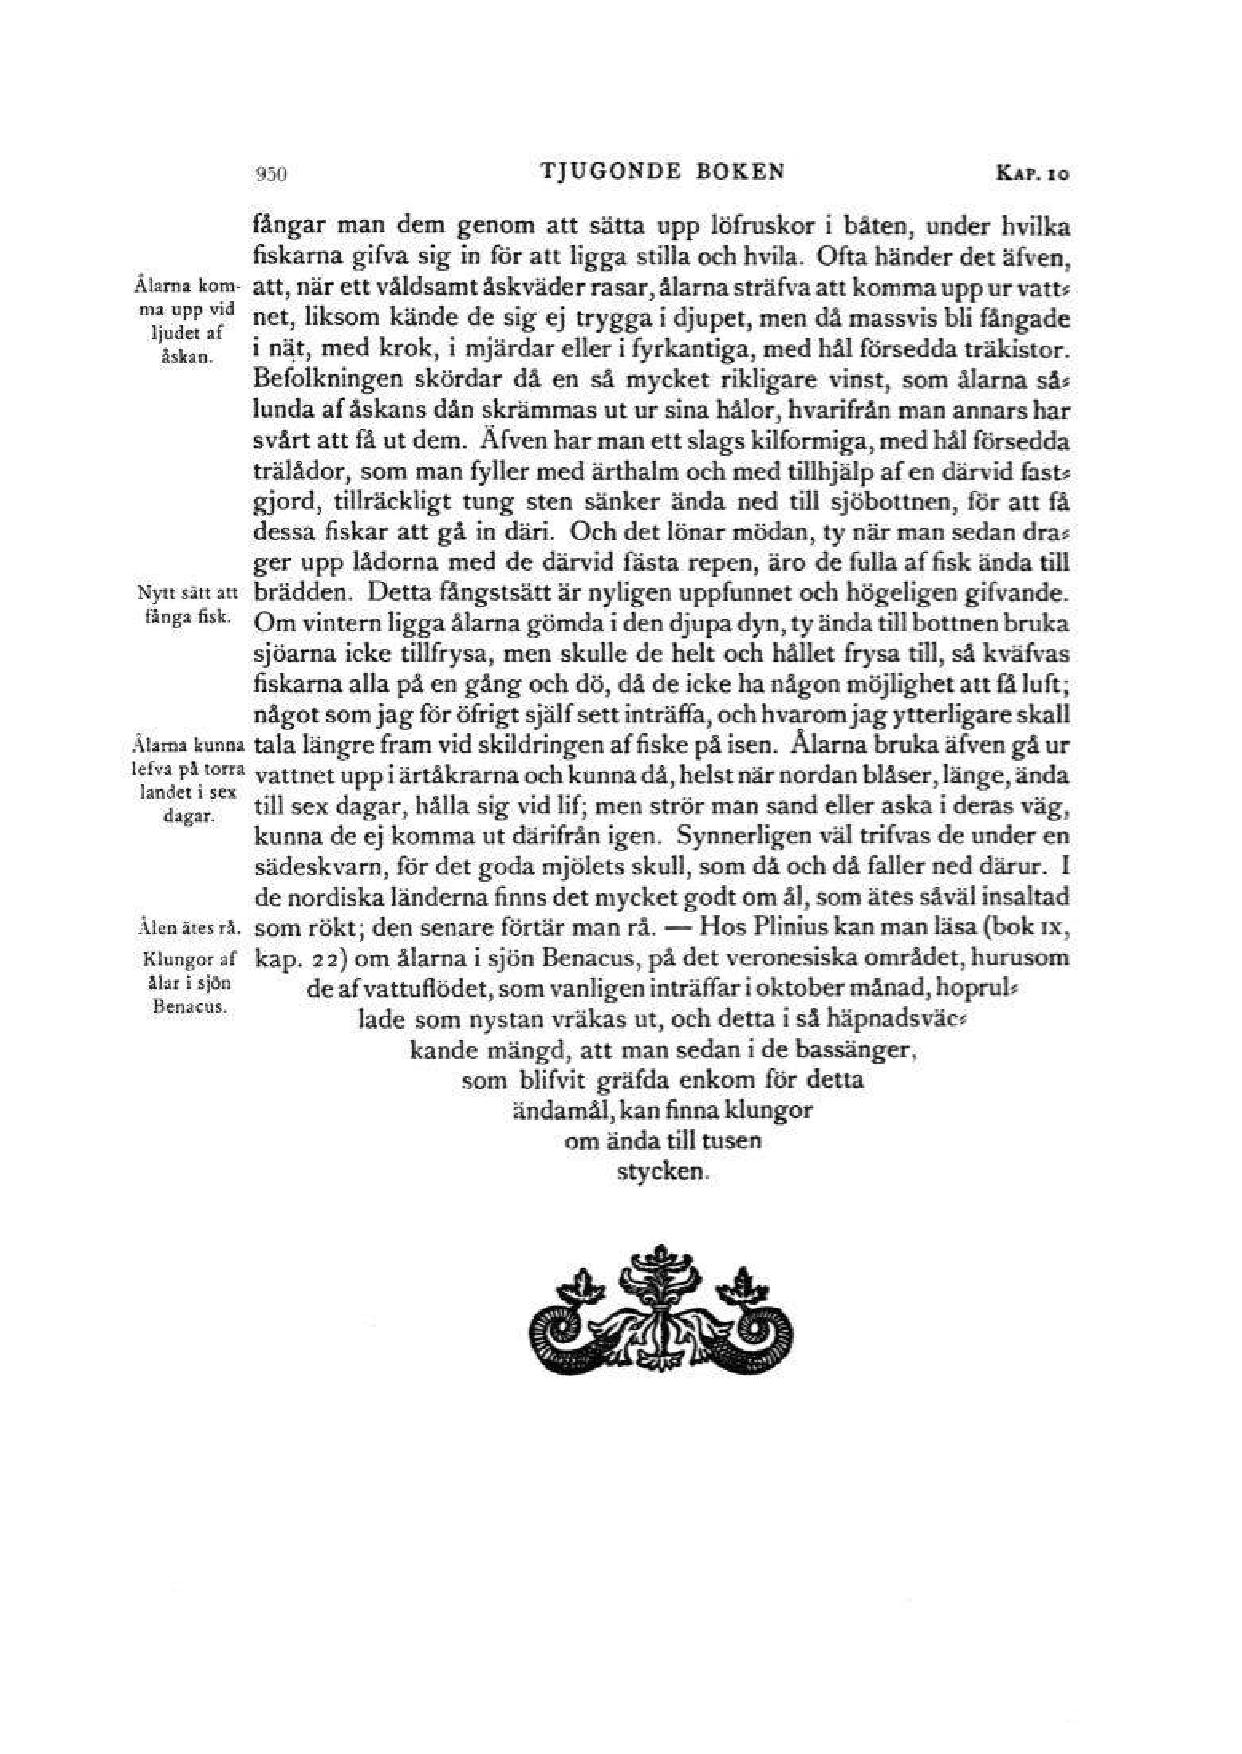 950 TJUGONDE BOKEN KAP. 10
fångar man dem genom att sätta upp löfruskor i båten, under hvilka
fiskarna gifva sig in för att ligga stilla och hvila. Ofta händer det äfven,
Ålarna kom-
ma upp vid
ljudet af
åskan.
att, när ett våldsamt åskväder rasar, ålarna sträfva att komma upp ur vatt-
net, liksom kände de sig ej trygga i djupet, men då massvis bli fångade
i nät, med krok, i mjärdar eller i fyrkantiga, med hål försedda träkistor.
Befolkningen skördar då en så mycket rikligare vinst, som ålarna så-
lunda af åskans dån skrämmas ut ur sina hålor, hvarifrån man annars har
svårt att få ut dem. Äfven har man ett slags kilformiga, med hål försedda
trälådor, som man fyller med ärthalm och med tillhjälp af en därvid fast-
gjord, tillräckligt tung sten sänker ända ned till sjöbottnen, för att få
dessa fiskar att gå in däri. Och det lönar mödan, ty när man sedan dra-
ger upp lådorna med de därvid fästa repen, äro de fulla af fisk ända till
Nytt sätt att
fånga fisk.
brädden. Detta fångstsätt är nyligen uppfunnet och högeligen gifvande.
Om vintern ligga ålarna gömda i den djupa dyn, ty ända till bottnen bruka
sjöarna icke tillfrysa, men skulle de helt och hållet frysa till, så kväfvas
fiskarna alla på en gång och dö, då de icke ha någon möjlighet att få luft;
något som jag för öfrigt själf sett inträffa, och hvarom jag ytterligare skall
Ålarna kunna
lefva på torra
landet i sex
dagar.
tala längre fram vid skildringen af fiske på isen. Ålarna bruka äfven gå ur
vattnet upp i ärtåkrarna och kunna då, helst när nordan blåser, länge, ända
till sex dagar, hålla sig vid lif; men strör man sand eller aska i deras väg,
kunna de ej komma ut därifrån igen. Synnerligen väl trifvas de under en
sädeskvarn, för det goda mjölets skull, som då och då faller ned därur. I
de nordiska länderna finns det mycket godt om ål, som ätes såväl insaltad
Ålen ätes rå.
som rökt; den senare förtär man rå. — Hos Plinius kan man läsa (bok IX,
Klungor af
ålar i sjön
Benacus.
kap. 22) om ålarna i sjön Benacus, på det veronesiska området, hurusom
de af vattuflödet, som vanligen inträffar i oktober månad, hoprul-
lade som nystan vräkas ut, och detta i så häpnadsväc-
kande mängd, att man sedan i de bassänger,
som blifvit gräfda enkom för detta
ändamål, kan finna klungor
om ända till tusen
stycken.